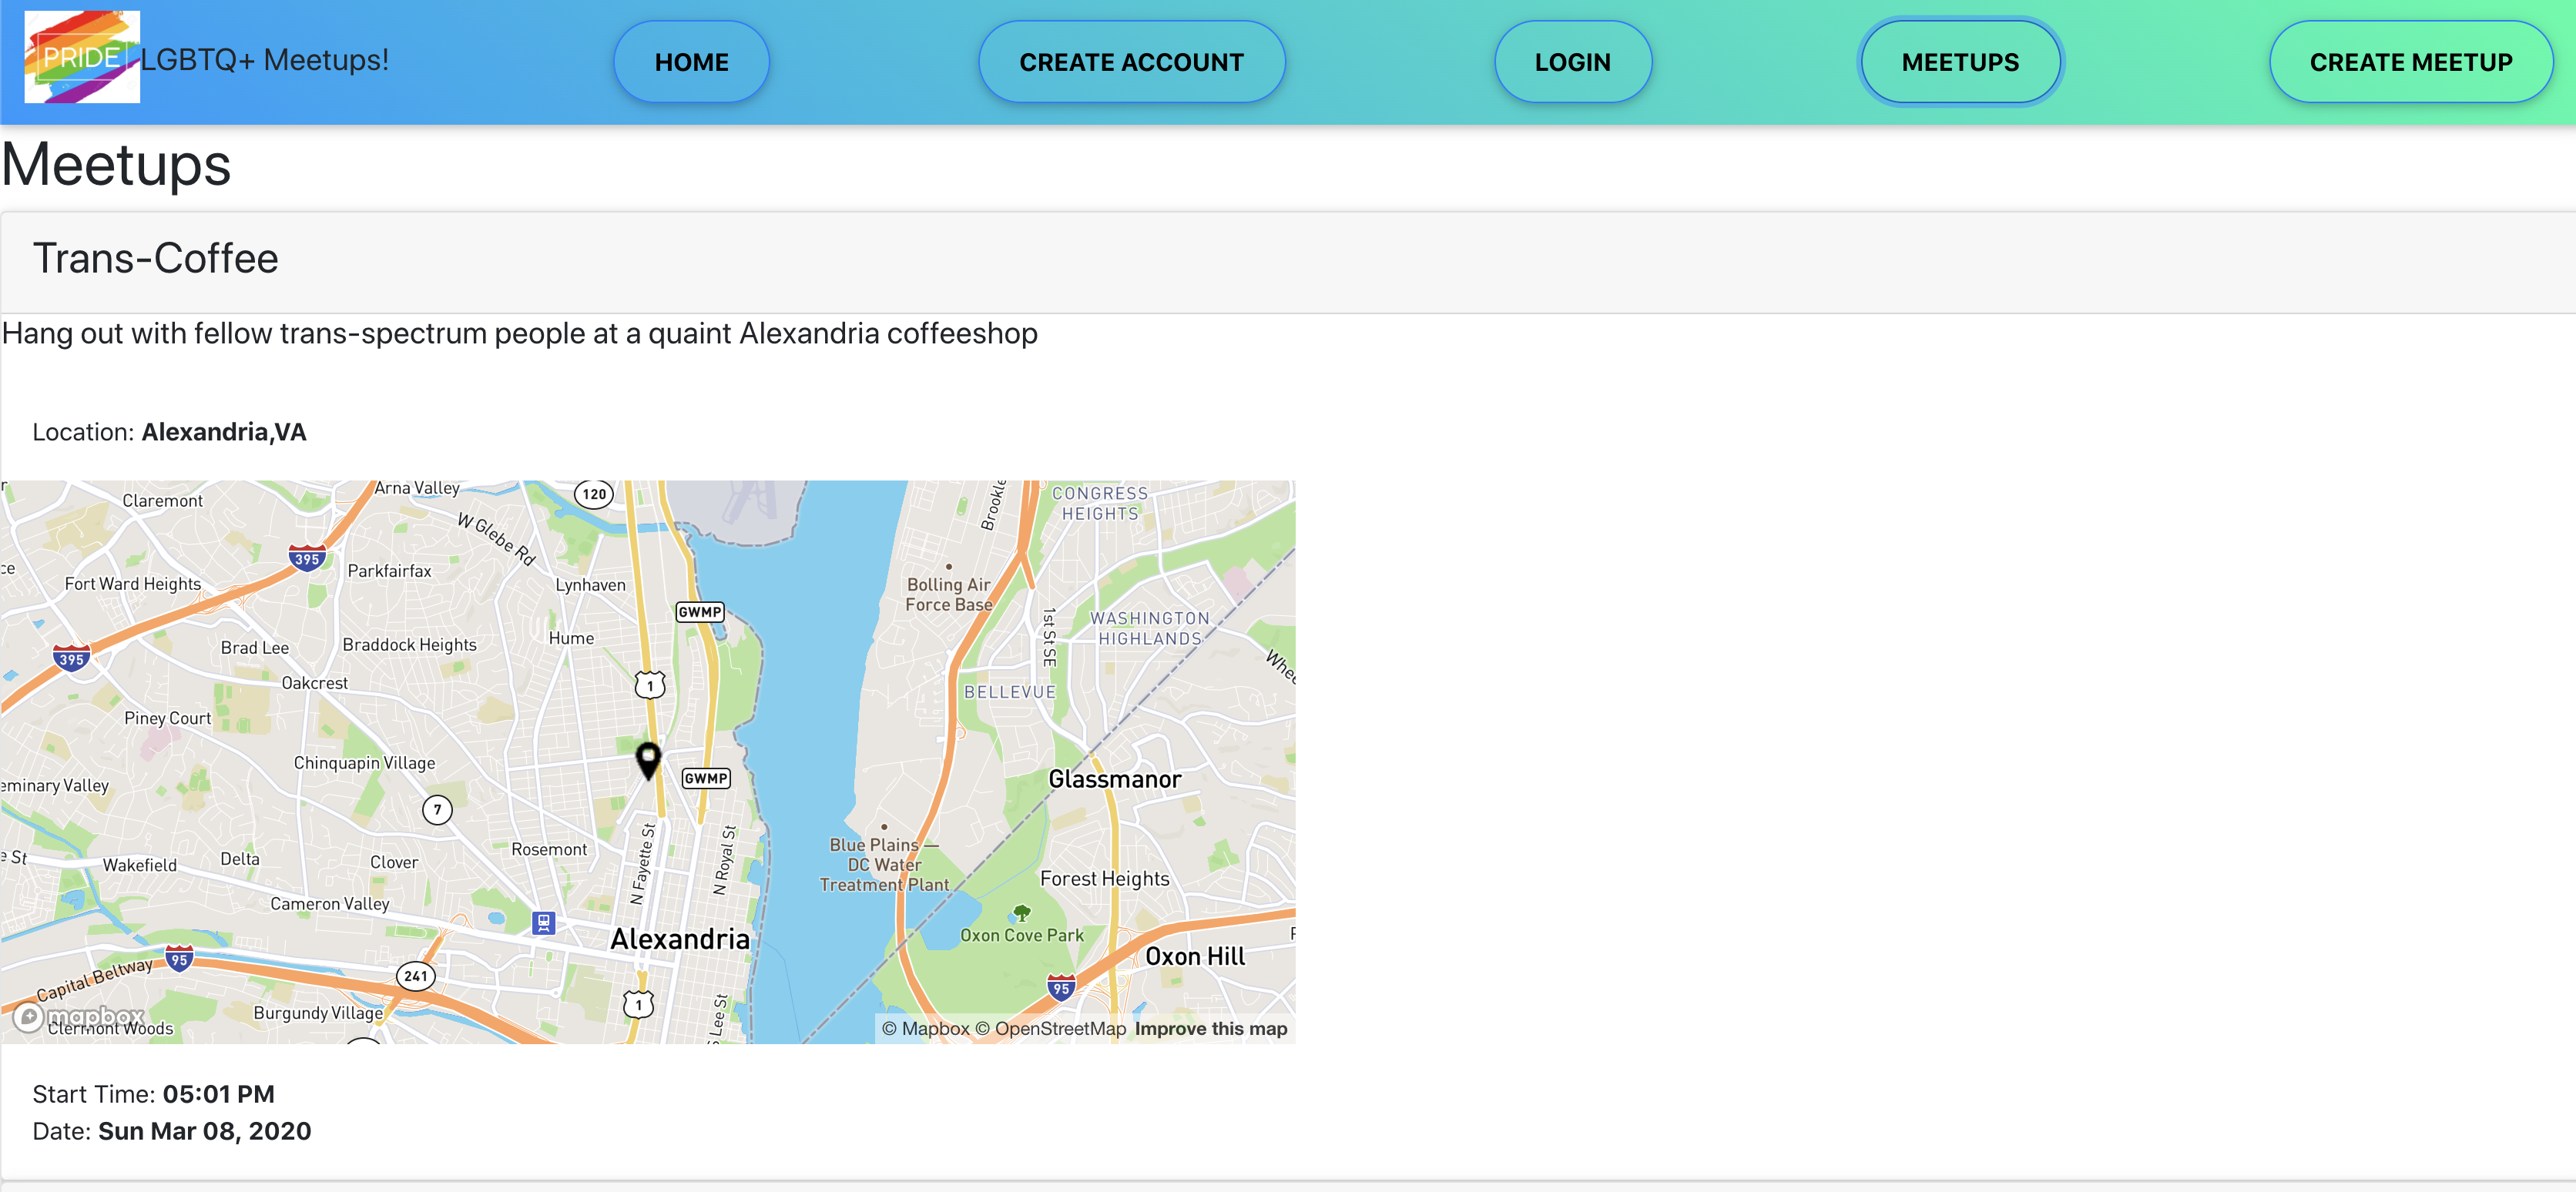 PRIDE
LGBTQ+ Meetups!
HOME
CREATE ACCOUNT
LOGIN
MEETUPS
CREATE MEETUP
Meetups
Trans-Coffee
Hang out with fellow trans-spectrum people at a quaint Alexandria coffeeshop
Location: Alexandria,VA
Claremont
Arna Valley
120
W Glebe Rd
Brookle
CONGRESS
HEIGHTS
395
Parkfairfax
Fort Ward Heights
Lynhaven
Bolling Air
Force Base
GWMP
1st St SE
WASHINGTON
HIGHLANDS
395
Brad Lee
Braddock Heights
Hume
Whee
Oakcrest
1
BELLEVUE
Piney Court
Chinquapin Village
GWMP
Glassmanor
eminary Valley
7
N Fayette St
N Royal St
Rosemont
Blue Plains —
DC Water
Treatment Plant
e St
Wakefield
Delta
Clover
Forest Heights
Cameron Valley
Alexandria
Oxon Cove Park
Oxon Hill
95
Capital Beltway
241
95
1
mapbox
Clermont Woods
Burgundy Village
S Lee St
© Mapbox © OpenStreetMap Improve this map
Start Time: 05:01 PM
Date: Sun Mar 08, 2020